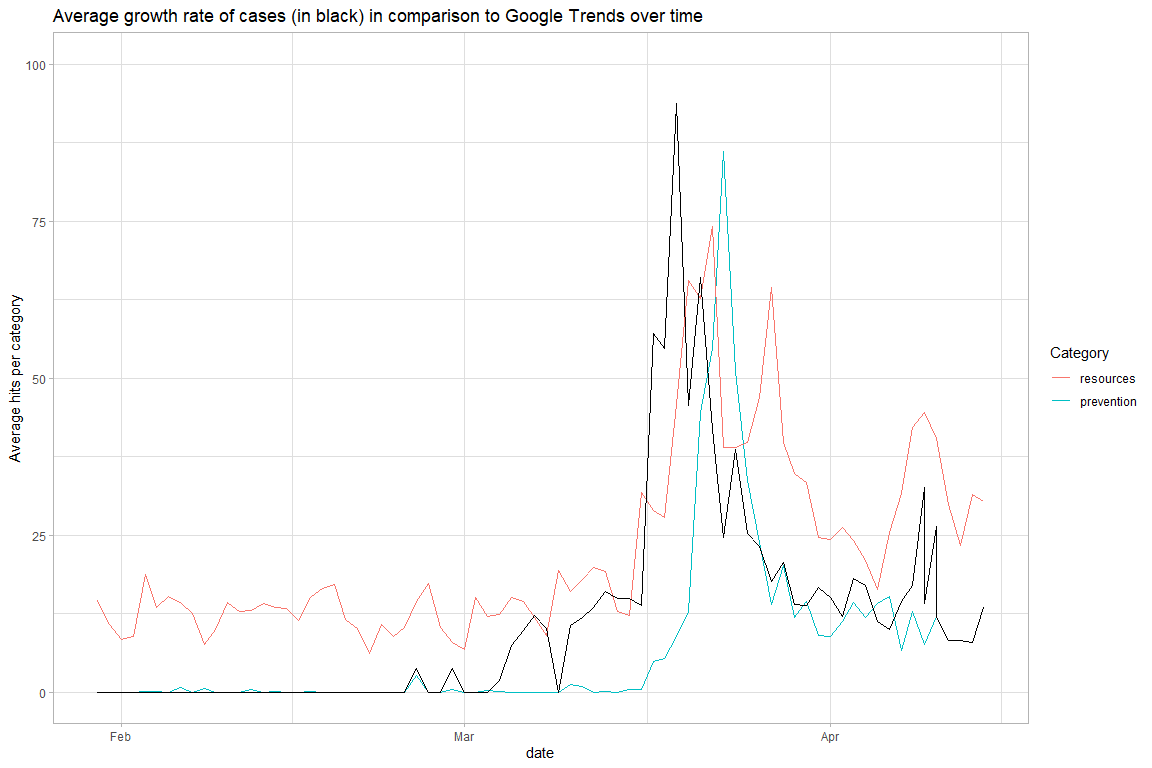 Average growth rate of cases (in black) in comparison to Google Trends over time
100
75
50
25
0
Average hits per category
Feb
Mar
Apr
date
Category
resources
prevention